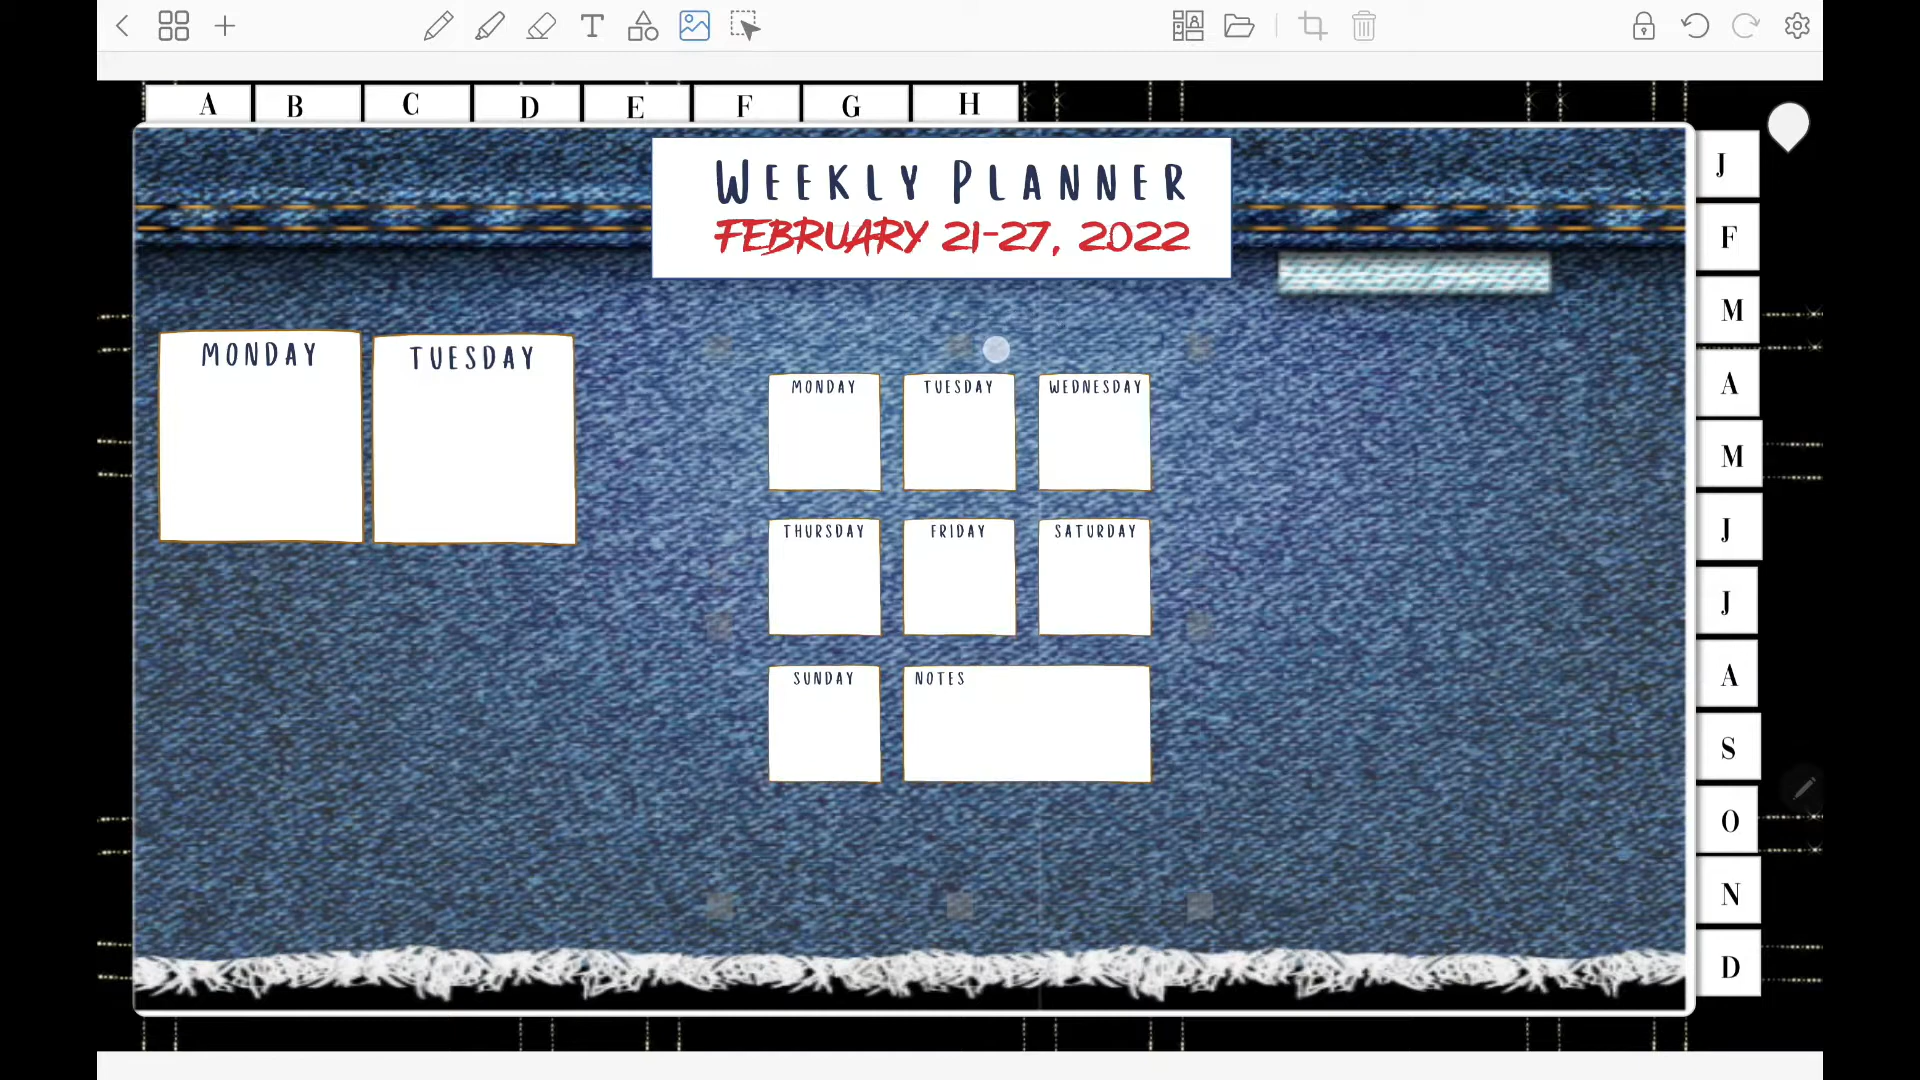 A B C D E F G H
WEEKLY PLANNER
FEBRUARY 21-27, 2022
MONDAY TUESDAY
MONDAY TUESDAY WEDNESDAY
THURSDAY FRIDAY SATURDAY
SUNDAY NOTES
J
F
M
A
M
J
J
A
S
O
N
D